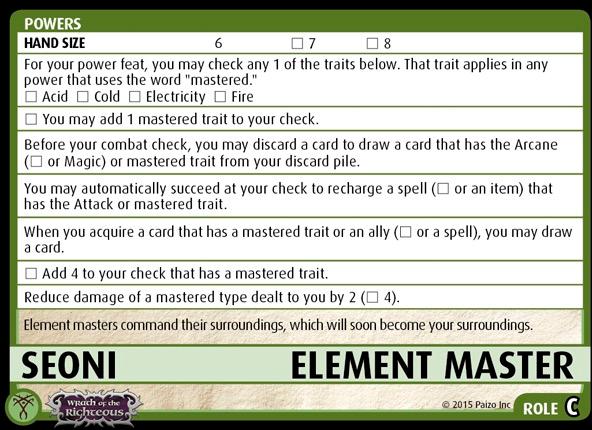 POWERS
HAND SIZE 6 ☐ 7 ☐ 8
For your power feat, you may check any 1 of the traits below. That trait applies in any
power that uses the word "mastered."
☐ Acid ☐ Cold ☐ Electricity ☐ Fire
☐ You may add 1 mastered trait to your check.
Before your combat check, you may discard a card to draw a card that has the Arcane
(☐ or Magic) or mastered trait from your discard pile.
You may automatically succeed at your check to recharge a spell (☐ or an item) that
has the Attack or mastered trait.
When you acquire a card that has a mastered trait or an ally (☐ or a spell), you may draw
a card.
☐ Add 4 to your check that has a mastered trait.
Reduce damage of a mastered type dealt to you by 2 (☐ 4).
Element masters command their surroundings, which will soon become your surroundings.
SEONI ELEMENT MASTER
Wrath of the
Righteous
© 2015 Paizo Inc
ROLE C